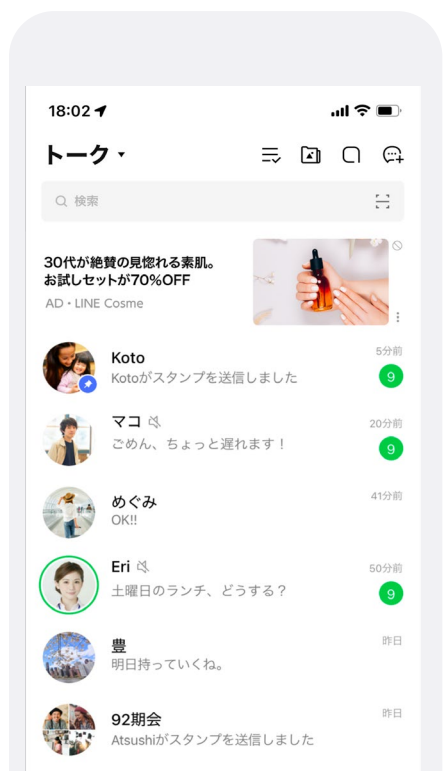 18:02
トーク
検索
30代が絶賛の見惚れる素肌。
お試しセットが70%OFF
AD・LINE Cosme
Koto
5分前
Kotoがスタンプを送信しました
9
マコ
20分前
ごめん、ちょっと遅れます！
9
めぐみ
41分前
OK!!
Eri
50分前
土曜日のランチ、どうする？
9
豊
昨日
明日持っていくね。
92期会
昨日
Atsushiがスタンプを送信しました